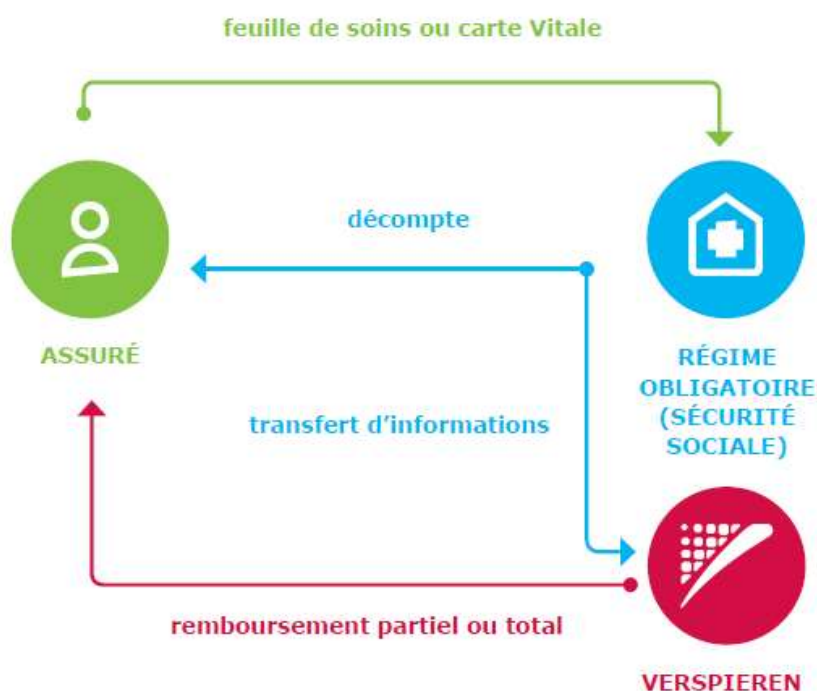 feuille de soins ou carte Vitale
décompte
ASSURÉ
RÉGIME
OBLIGATOIRE
(SÉCURITÉ
SOCIALE)
transfert d’informations
remboursement partiel ou total
VERSPIEREN